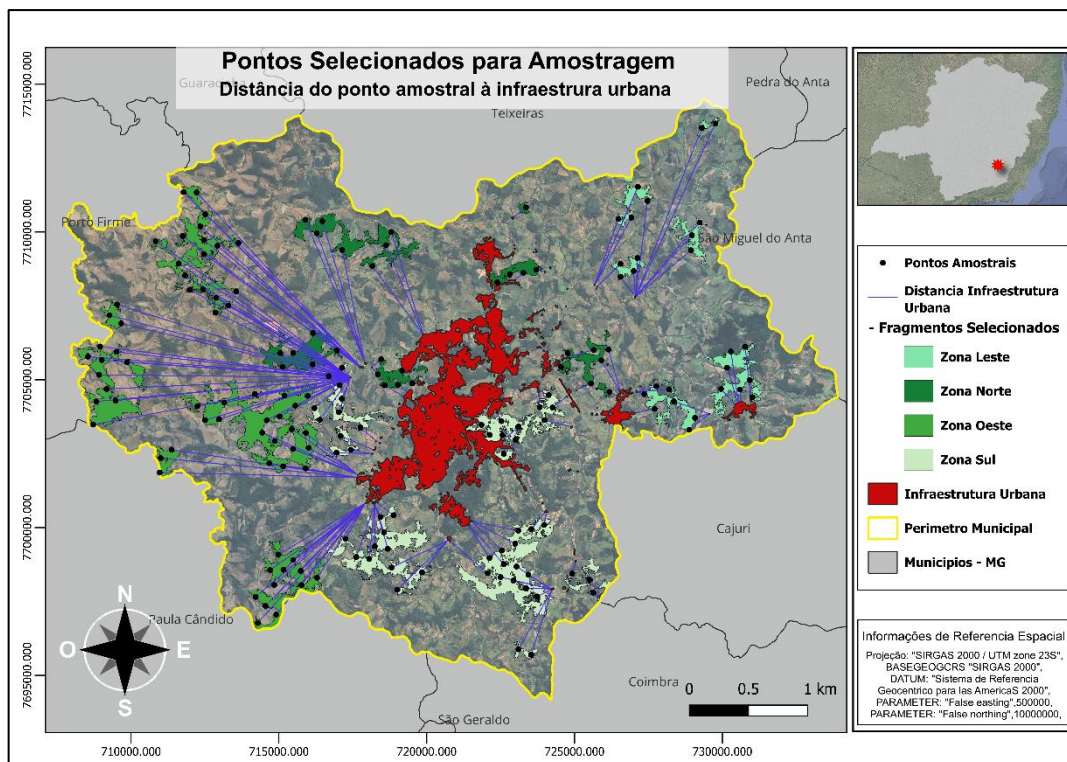 Pontos Selecionados para Amostragem
Distância do ponto amostral à infraestrura urbana
Teixeiras
Pedra do Anta
Porto Firme
São Miguel do Anta
Cajuri
Paula Cândido
Coimbra
São Geraldo
N
O
E
S
0 0.5 1 km
7715000.000
7710000.000
7705000.000
7700000.000
7695000.000
710000.000 715000.000 720000.000 725000.000 730000.000
Pontos Amostrais
Distancia Infraestrutura
Urbana
- Fragmentos Selecionados
Zona Leste
Zona Norte
Zona Oeste
Zona Sul
Infraestrutura Urbana
Perimetro Municipal
Municipios - MG
Informações de Referencia Espacial
Projeção: "SIRGAS 2000 / UTM zone 23S",
BASEGEOGCRS "SIRGAS 2000",
DATUM: "Sistema de Referencia
Geocentrico para las AmericaS 2000",
PARAMETER: "False easting",500000,
PARAMETER: "False northing",10000000,